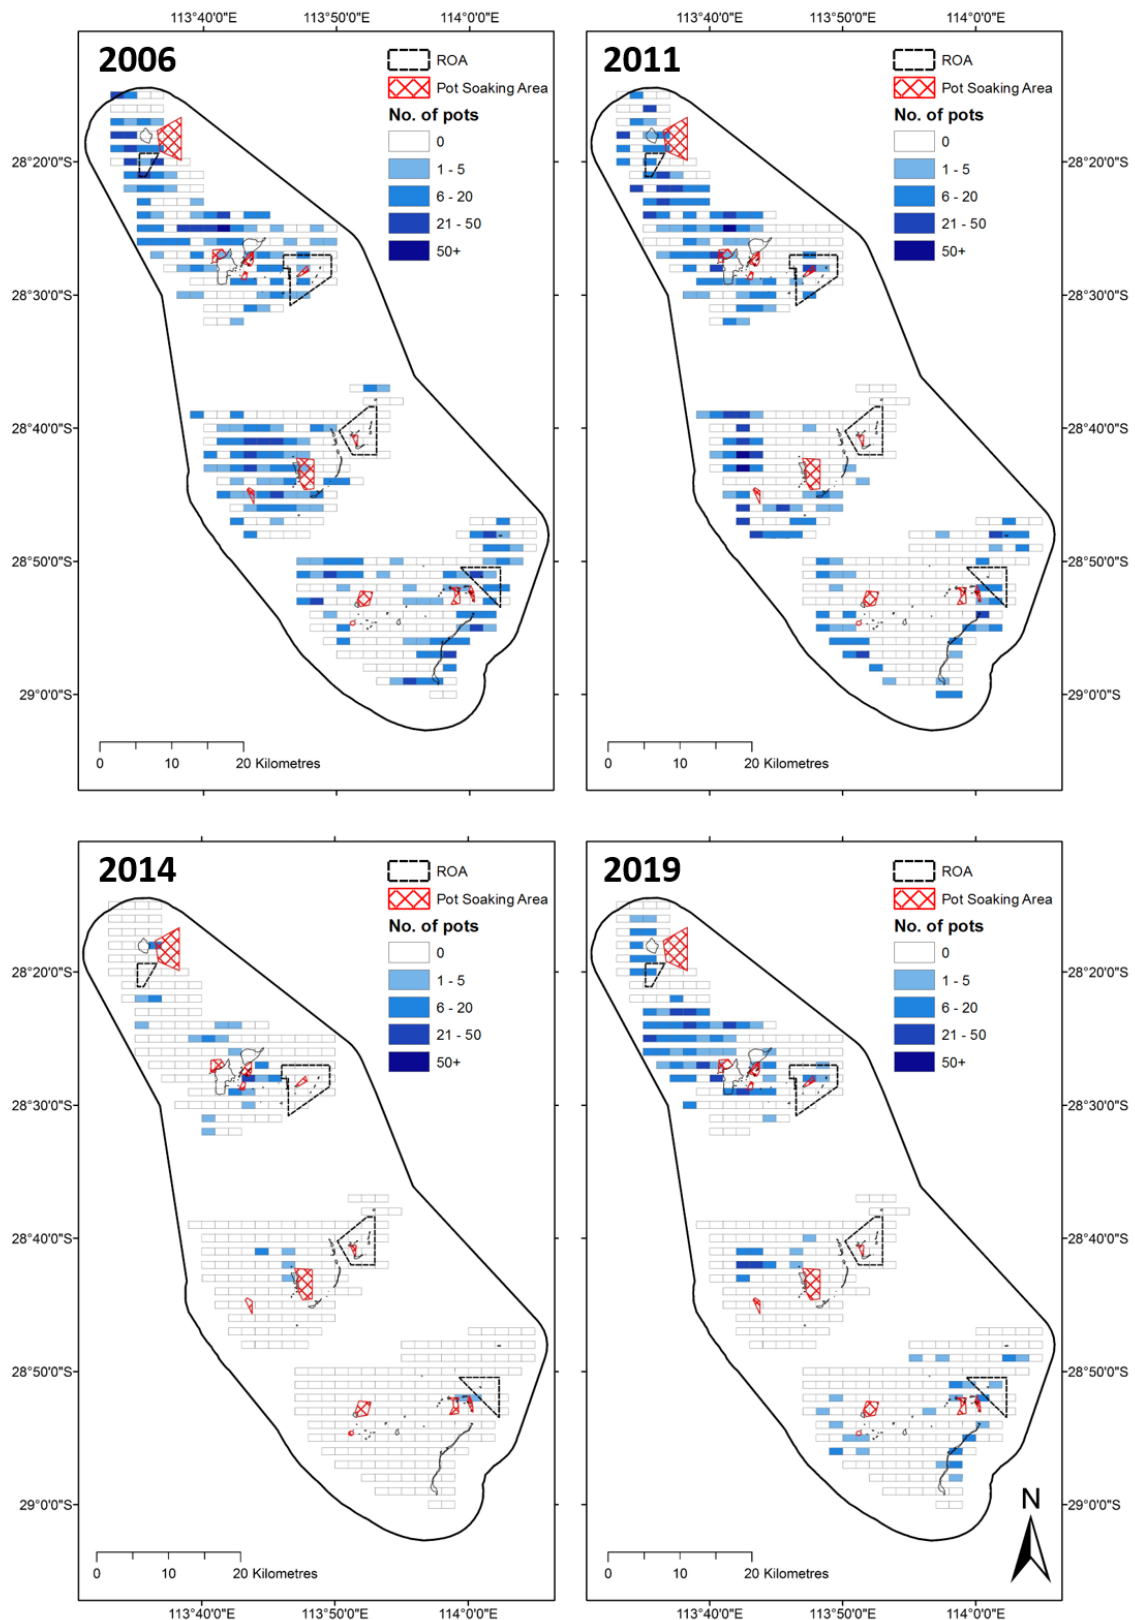 113°40'0"E 113°50'0"E 114°0'0"E 113°40'0"E 113°50'0"E 114°0'0"E
2006
ROA
Pot Soaking Area
No. of pots
0
1 - 5
6 - 20
21 - 50
50+
28°20'0"S
28°30'0"S
28°40'0"S
28°50'0"S
29°0'0"S
0 10 20 Kilometres
2011
ROA
Pot Soaking Area
No. of pots
0
1 - 5
6 - 20
21 - 50
50+
28°20'0"S
28°30'0"S
28°40'0"S
28°50'0"S
29°0'0"S
0 10 20 Kilometres
2014
ROA
Pot Soaking Area
No. of pots
0
1 - 5
6 - 20
21 - 50
50+
28°20'0"S
28°30'0"S
28°40'0"S
28°50'0"S
29°0'0"S
0 10 20 Kilometres
2019
ROA
Pot Soaking Area
No. of pots
0
1 - 5
6 - 20
21 - 50
50+
28°20'0"S
28°30'0"S
28°40'0"S
28°50'0"S
29°0'0"S
N
0 10 20 Kilometres
113°40'0"E 113°50'0"E 114°0'0"E 113°40'0"E 113°50'0"E 114°0'0"E